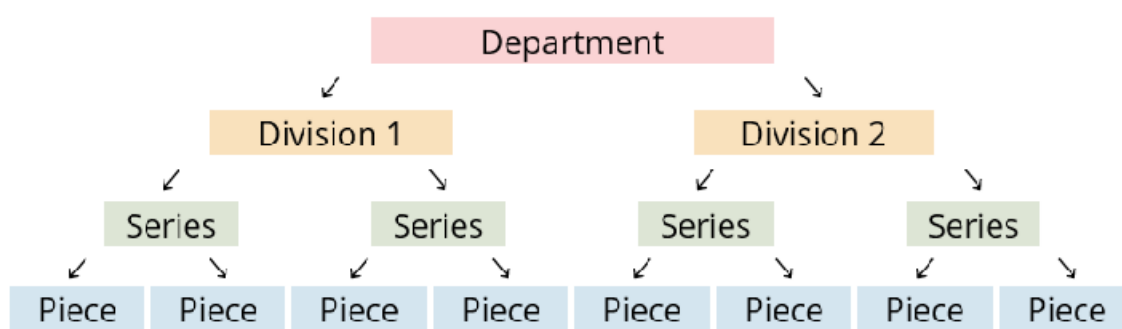 Department
Division 1 Division 2
Series Series Series Series
Piece Piece Piece Piece Piece Piece Piece Piece